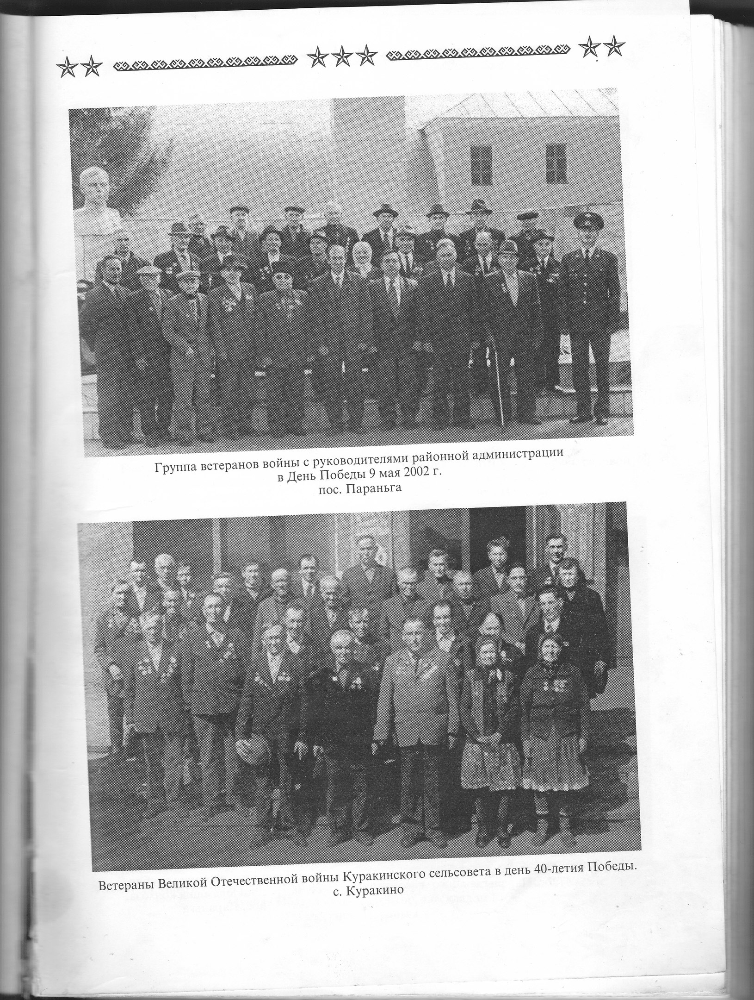 Группа ветеранов войны с руководителями районной администрации
в День Победы 9 мая 2002 г.
пос. Параньга
Ветераны Великой Отечественной войны Куракинского сельсовета в день 40-летия Победы.
с. Куракино